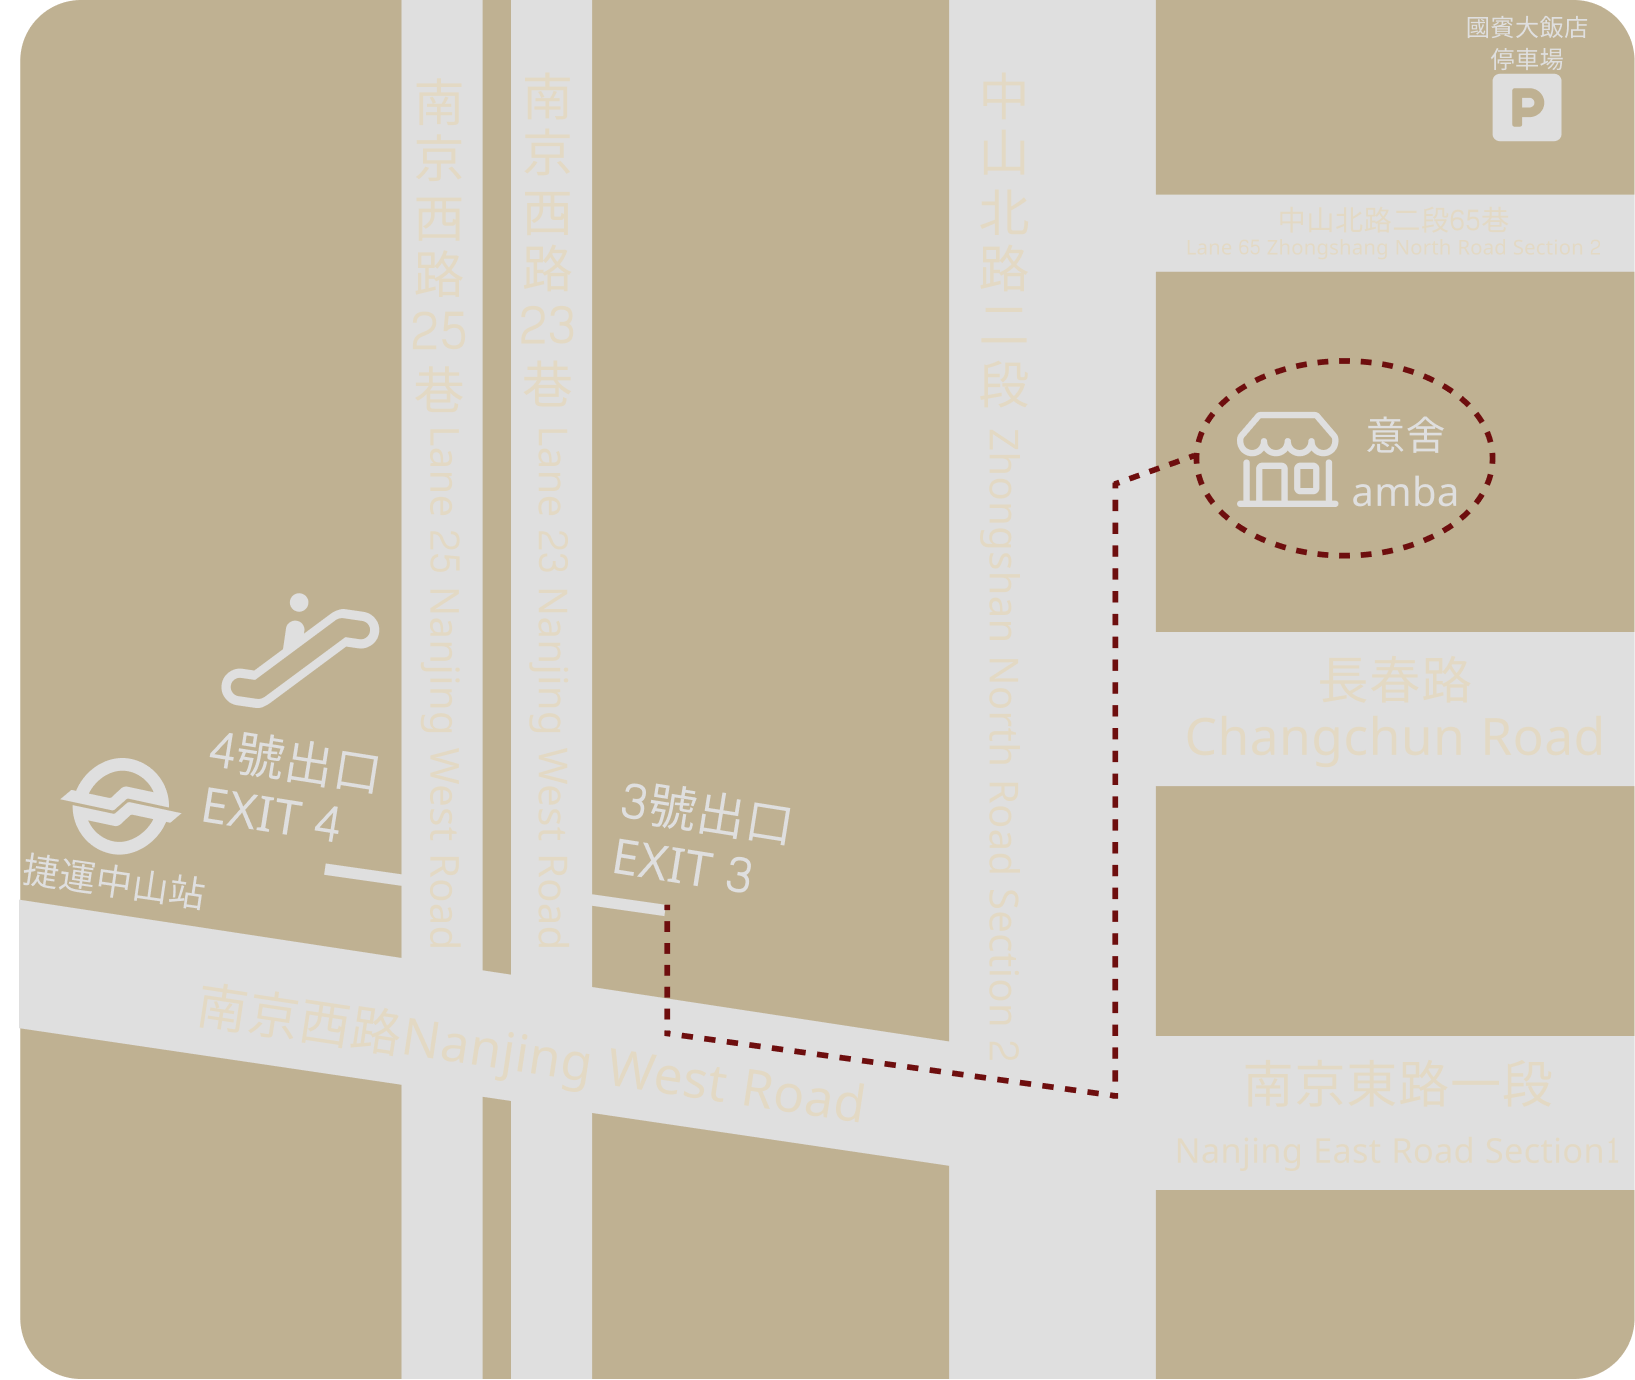 國賓大飯店
停車場
P
南京西路25巷 Lane 25 Nanjing West Road
南京西路23巷 Lane 23 Nanjing West Road
中山北路二段 Zhongshan North Road Section 2
中山北路二段65巷
Lane 65 Zhongshang North Road Section 2
意舍
amba
長春路
Changchun Road
4號出口
EXIT 4
3號出口
EXIT 3
捷運中山站
南京西路Nanjing West Road
南京東路一段
Nanjing East Road Section1